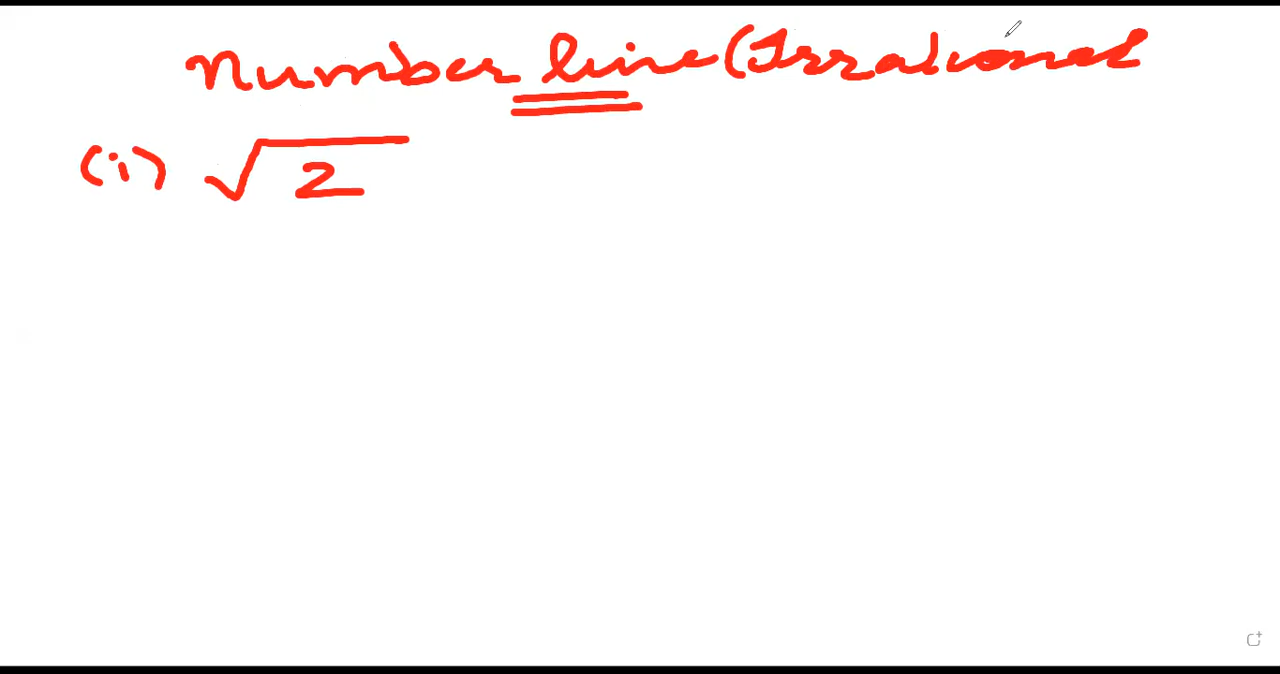 Number line (Irrational
(i) √2